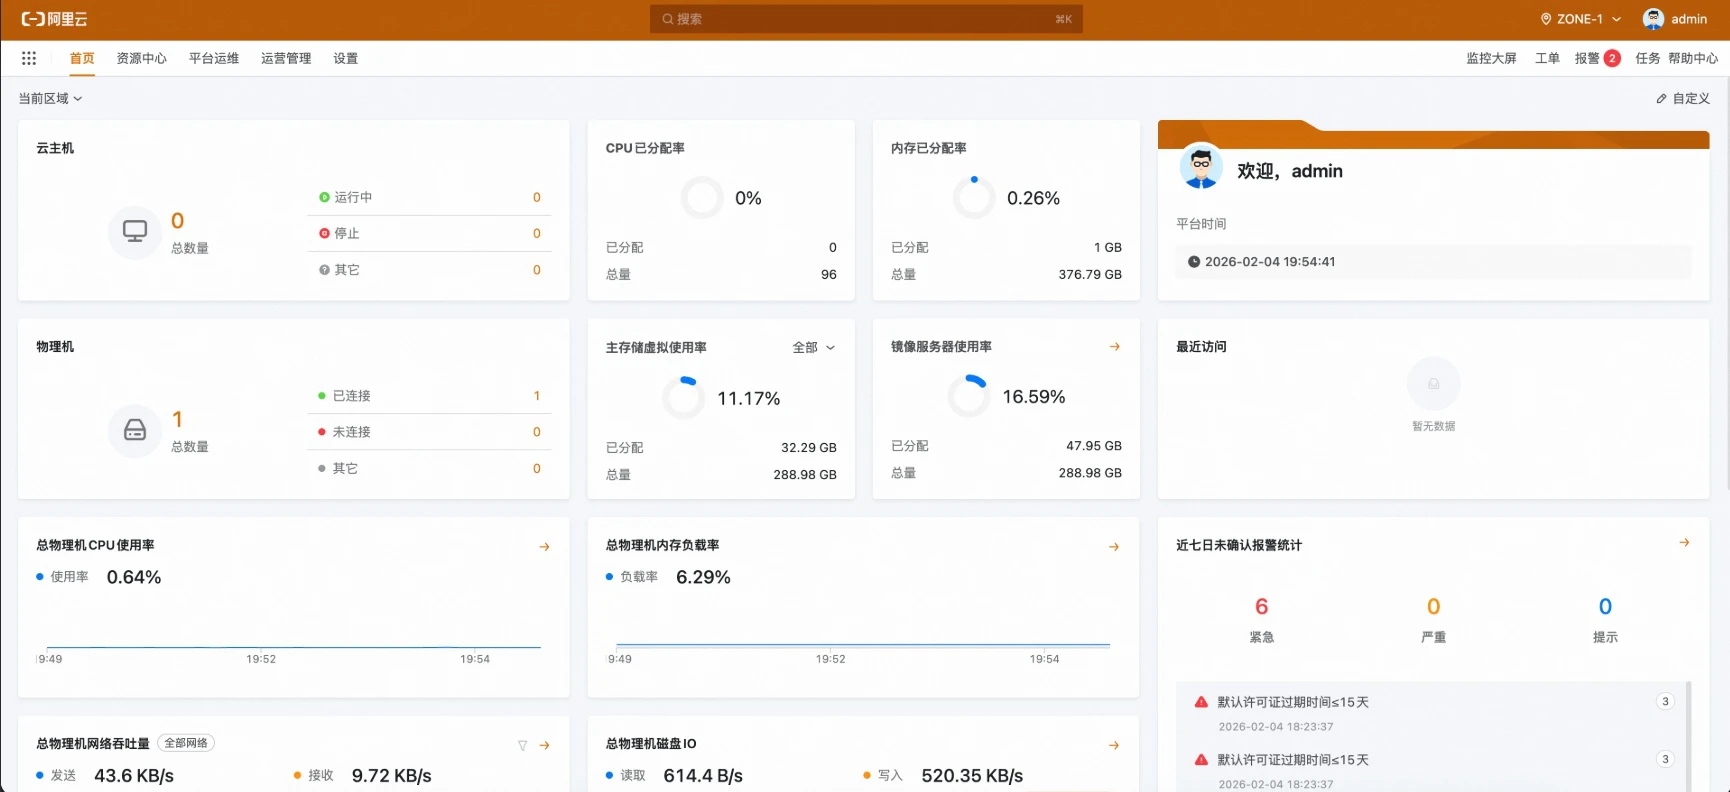 阿里云
搜索 ⌘K
ZONE-1
admin
首页 资源中心 平台运维 运营管理 设置
监控大屏 工单 报警 2 任务 帮助中心
当前区域
自定义
云主机
0
总数量
运行中 0
停止 0
其它 0
CPU已分配率
0%
已分配 0
总量 96
内存已分配率
0.26%
已分配 1 GB
总量 376.79 GB
欢迎，admin
平台时间
2026-02-04 19:54:41
物理机
1
总数量
已连接 1
未连接 0
其它 0
主存储虚拟使用率 全部
11.17%
已分配 32.29 GB
总量 288.98 GB
镜像服务器使用率
16.59%
已分配 47.95 GB
总量 288.98 GB
最近访问
暂无数据
总物理机CPU使用率
使用率 0.64%
19:49 19:52 19:54
总物理机内存负载率
负载率 6.29%
19:49 19:52 19:54
近七日未确认报警统计
6 0 0
紧急 严重 提示
默认许可证过期时间≤15天 3
2026-02-04 18:23:37
默认许可证过期时间≤15天 3
2026-02-04 18:23:37
总物理机网络吞吐量 全部网络
发送 43.6 KB/s 接收 9.72 KB/s
总物理机磁盘IO
读取 614.4 B/s 写入 520.35 KB/s